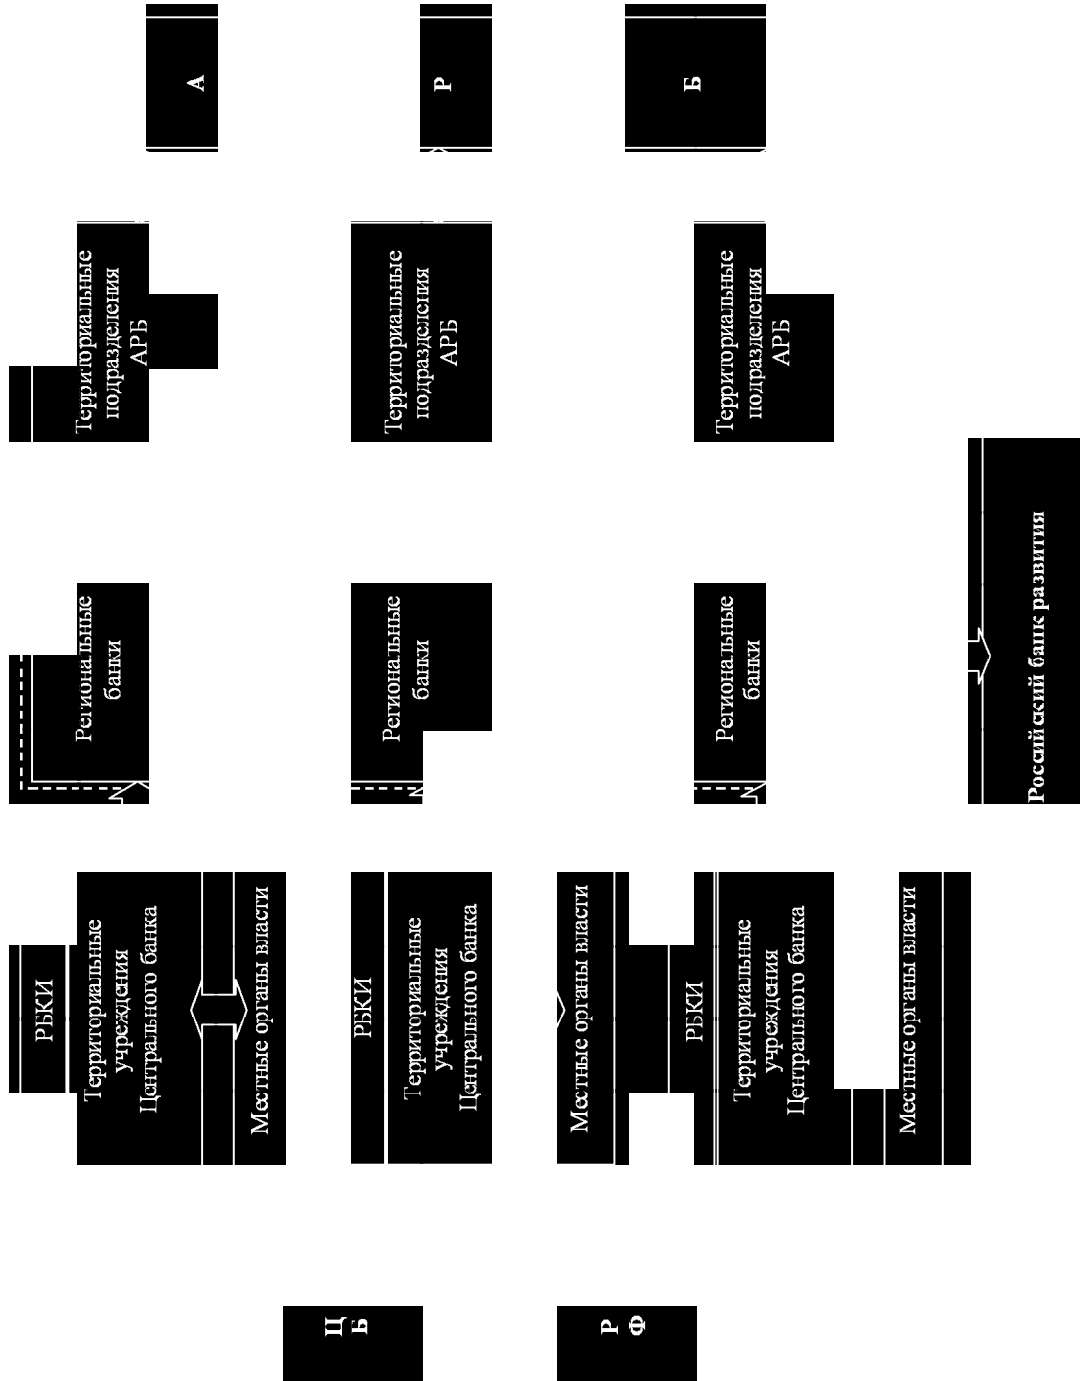 РБКИ
Территориальные
учреждения
Центрального банка
Местные органы власти
Региональные
банки
Территориальные
подразделения
АРБ
А
Ц
Б
РБКИ
Территориальные
учреждения
Центрального банка
Местные органы власти
Региональные
банки
Территориальные
подразделения
АРБ
Р
Р
Ф
РБКИ
Территориальные
учреждения
Центрального банка
Местные органы власти
Региональные
банки
Территориальные
подразделения
АРБ
Б
Российский банк развития